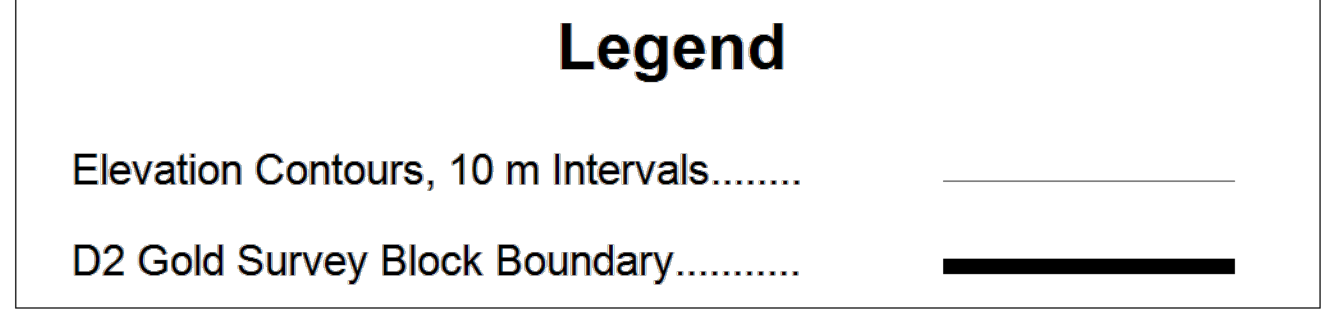 Legend
Elevation Contours, 10 m Intervals........
D2 Gold Survey Block Boundary...........